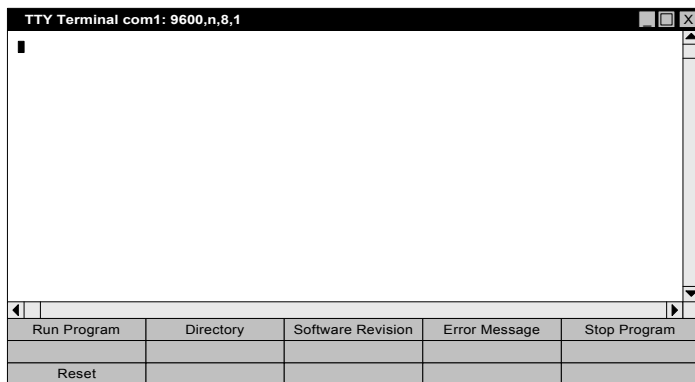 TTY Terminal com1: 9600,n,8,1
X
Run Program Directory Software Revision Error Message Stop Program
Reset